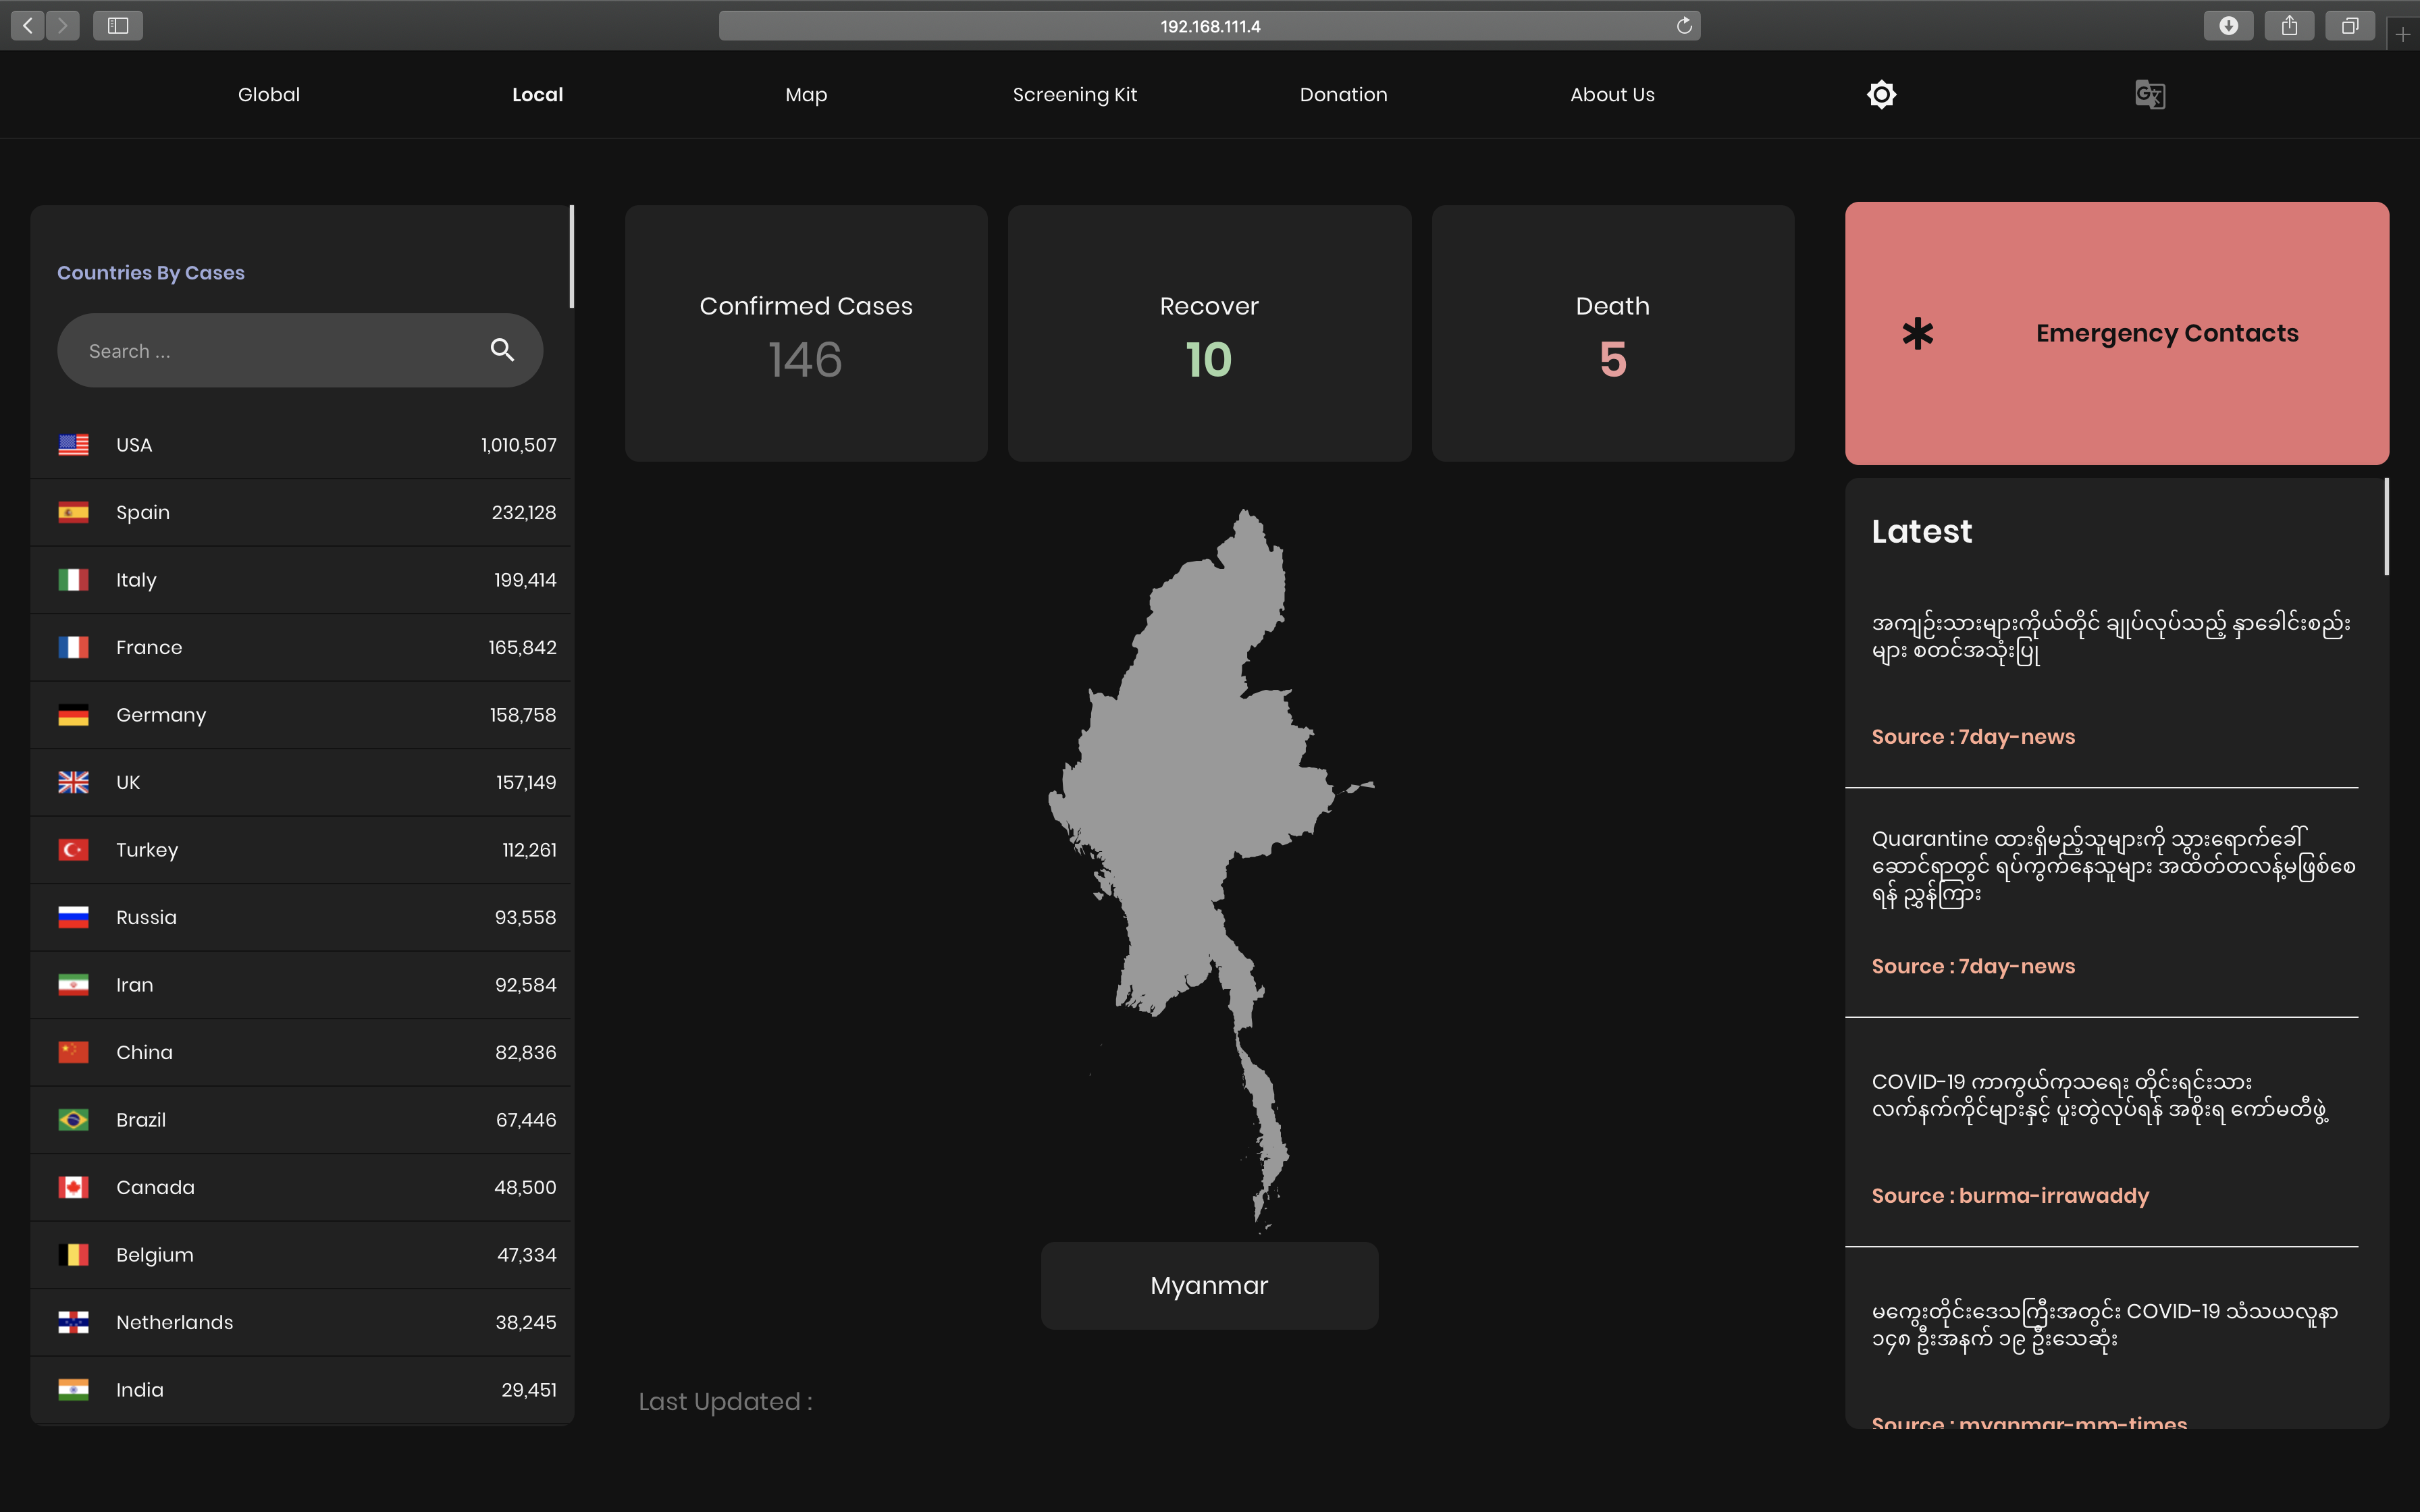 192.168.111.4
Global
Local
Map
Screening Kit
Donation
About Us
Countries By Cases
Search ...
USA 1,010,507
Spain 232,128
Italy 199,414
France 165,842
Germany 158,758
UK 157,149
Turkey 112,261
Russia 93,558
Iran 92,584
China 82,836
Brazil 67,446
Canada 48,500
Belgium 47,334
Netherlands 38,245
India 29,451
Confirmed Cases
146
Recover
10
Death
5
Myanmar
Last Updated :
Emergency Contacts
Latest
အကျဉ်းသားများကိုယ်တိုင် ချုပ်လုပ်သည့် နှာခေါင်းစည်း
များ စတင်အသုံးပြု
Source : 7day-news
Quarantine ထားရှိမည့်သူများကို သွားရောက်ခေါ်
ဆောင်ရာတွင် ရပ်ကွက်နေသူများ အထိတ်တလန့်မဖြစ်စေ
ရန် ညွှန်ကြား
Source : 7day-news
COVID-19 ကာကွယ်ကုသရေး တိုင်းရင်းသား
လက်နက်ကိုင်များနှင့် ပူးတွဲလုပ်ရန် အစိုးရ ကော်မတီဖွဲ့
Source : burma-irrawaddy
မကွေးတိုင်းဒေသကြီးအတွင်း COVID-19 သံသယလူနာ
၁၄၈ ဦးအနက် ၁၉ ဦးသေဆုံး
Source : myanmar-mm-times